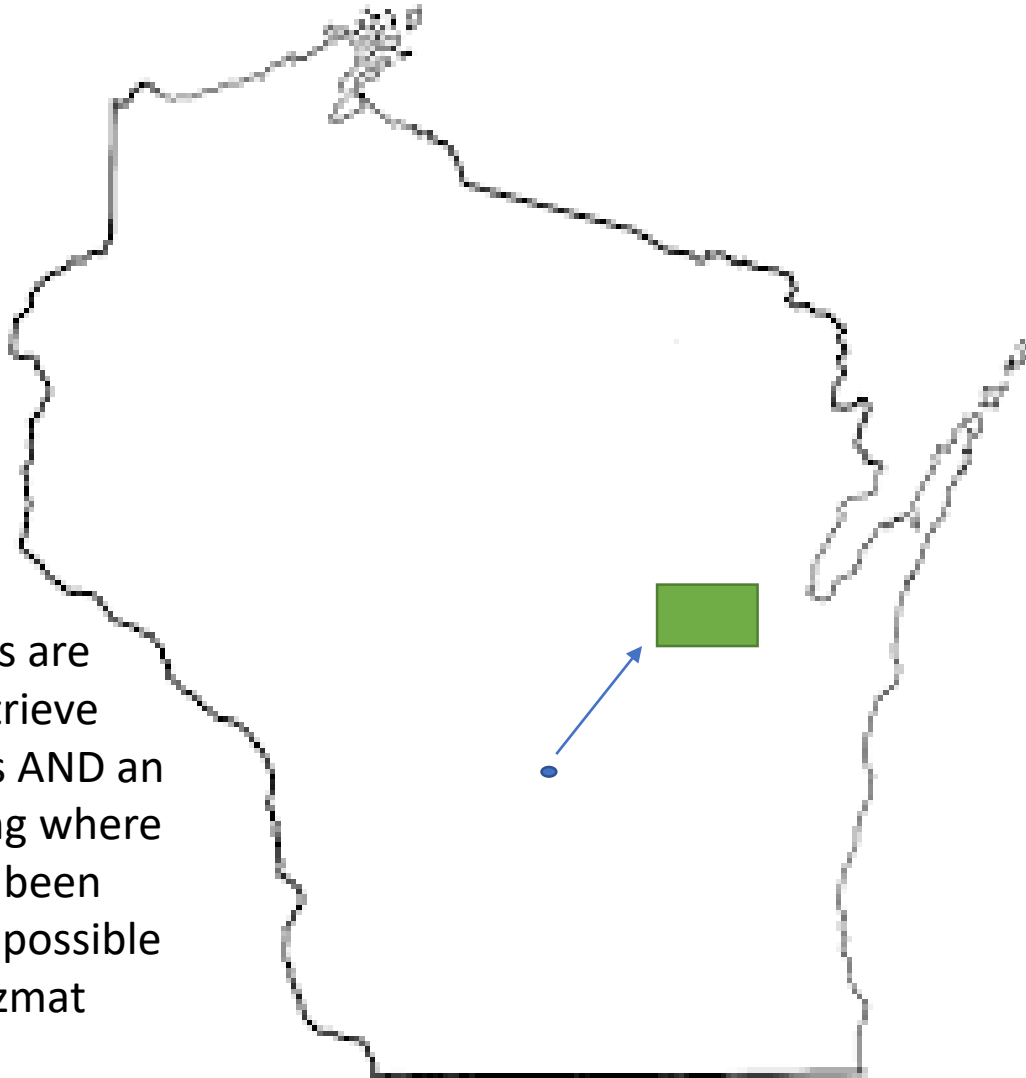 s are
trieve
s AND an
ng where
been
possible
zmat